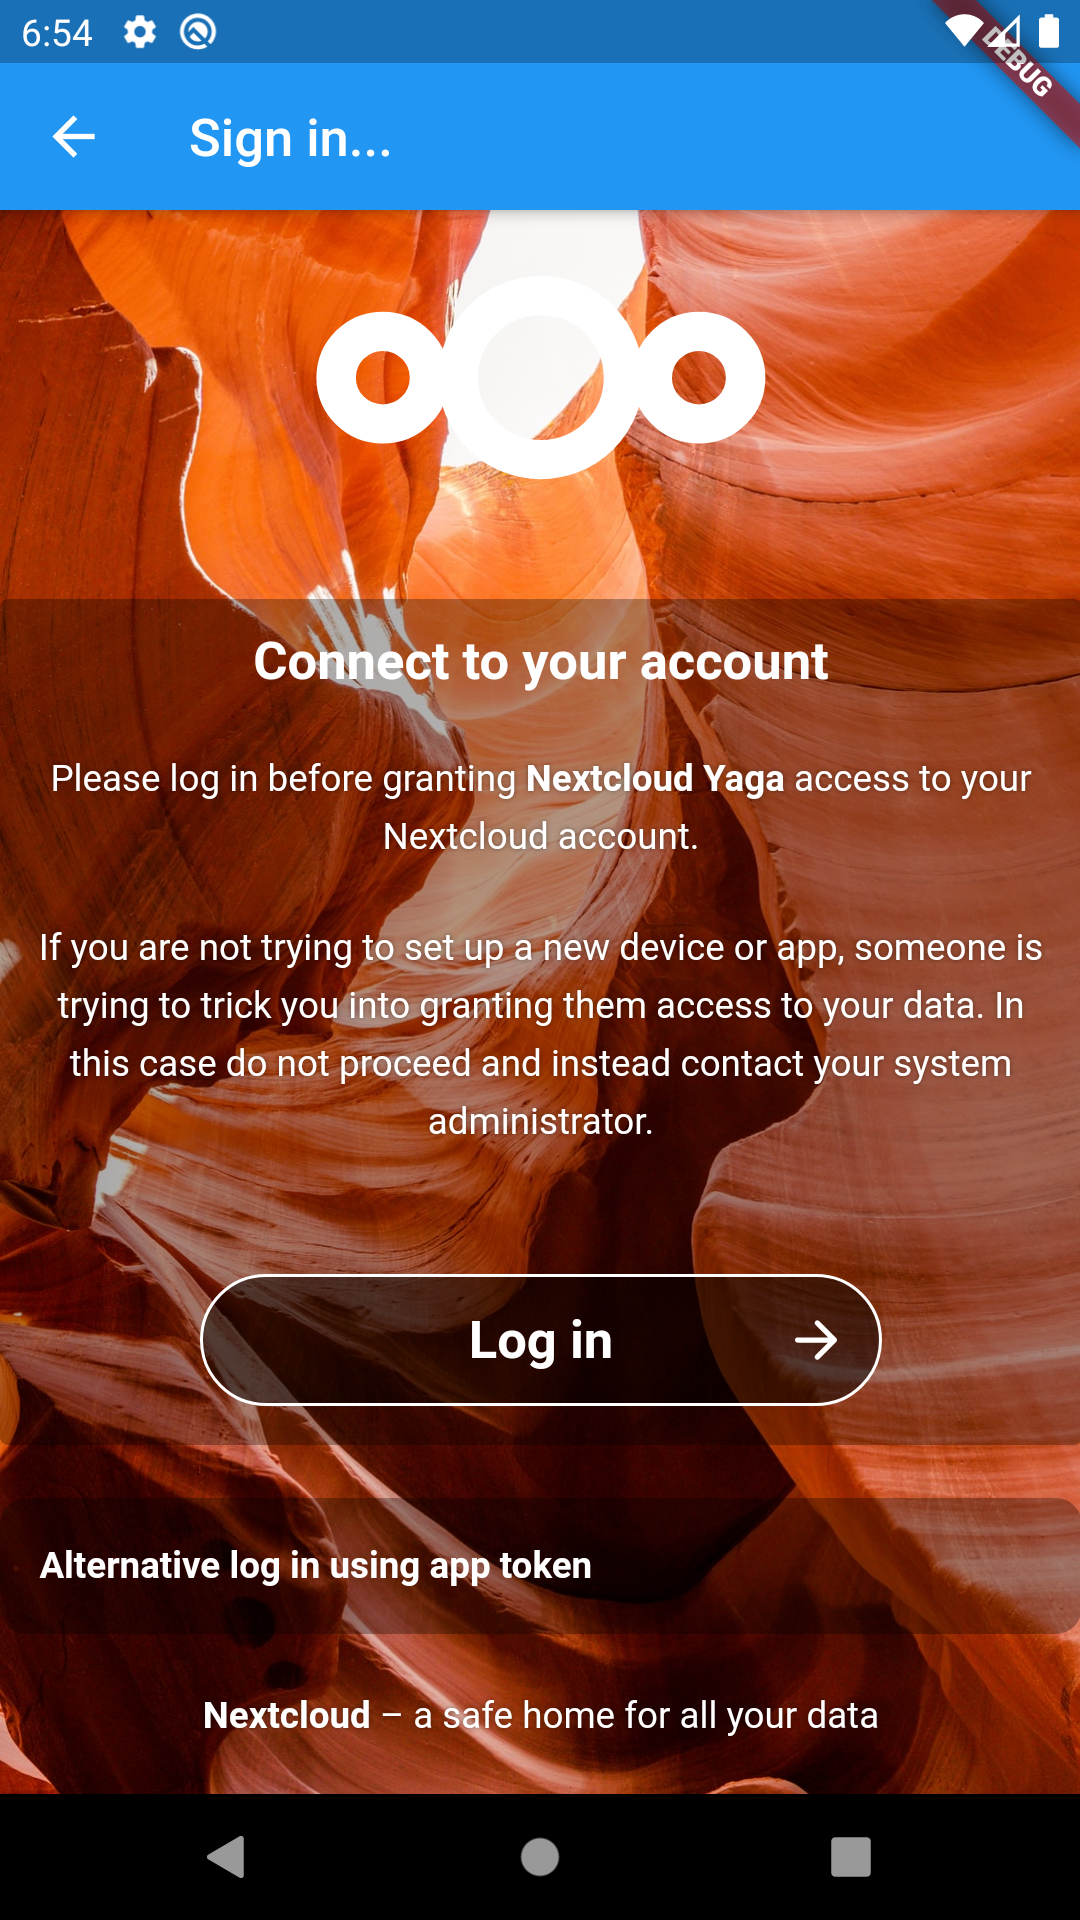 6:54
DEBUG
Sign in...
Connect to your account
Please log in before granting Nextcloud Yaga access to your
Nextcloud account.
If you are not trying to set up a new device or app, someone is
trying to trick you into granting them access to your data. In
this case do not proceed and instead contact your system
administrator.
Log in
Alternative log in using app token
Nextcloud – a safe home for all your data